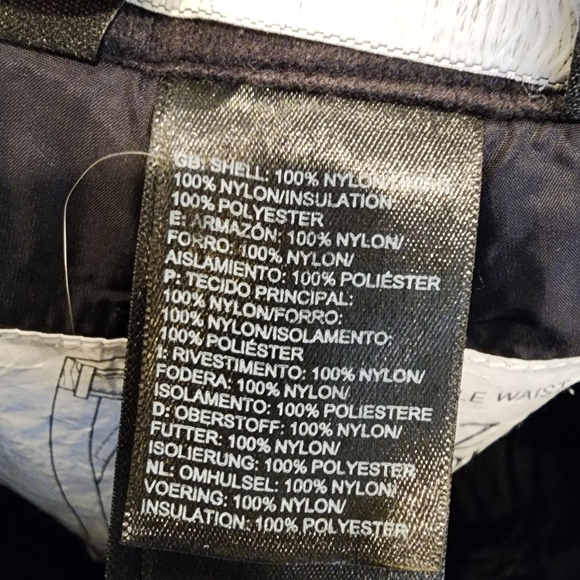 GB: SHELL: 100% NYLON/LINING:
100% NYLON/INSULATION
100% POLYESTER
E: ARMAZÓN: 100% NYLON/
FORRO: 100% NYLON/
AISLAMIENTO: 100% POLIÉSTER
P: TECIDO PRINCIPAL:
100% NYLON/FORRO:
100% NYLON/ISOLAMENTO:
100% POLIÉSTER
I: RIVESTIMENTO: 100% NYLON/
FODERA: 100% NYLON/
ISOLAMENTO: 100% POLIESTERE
D: OBERSTOFF: 100% NYLON/
FUTTER: 100% NYLON/
ISOLIERUNG: 100% POLYESTER
NL: OMHULSEL: 100% NYLON/
VOERING: 100% NYLON/
INSULATION: 100% POLYESTER
WAIST